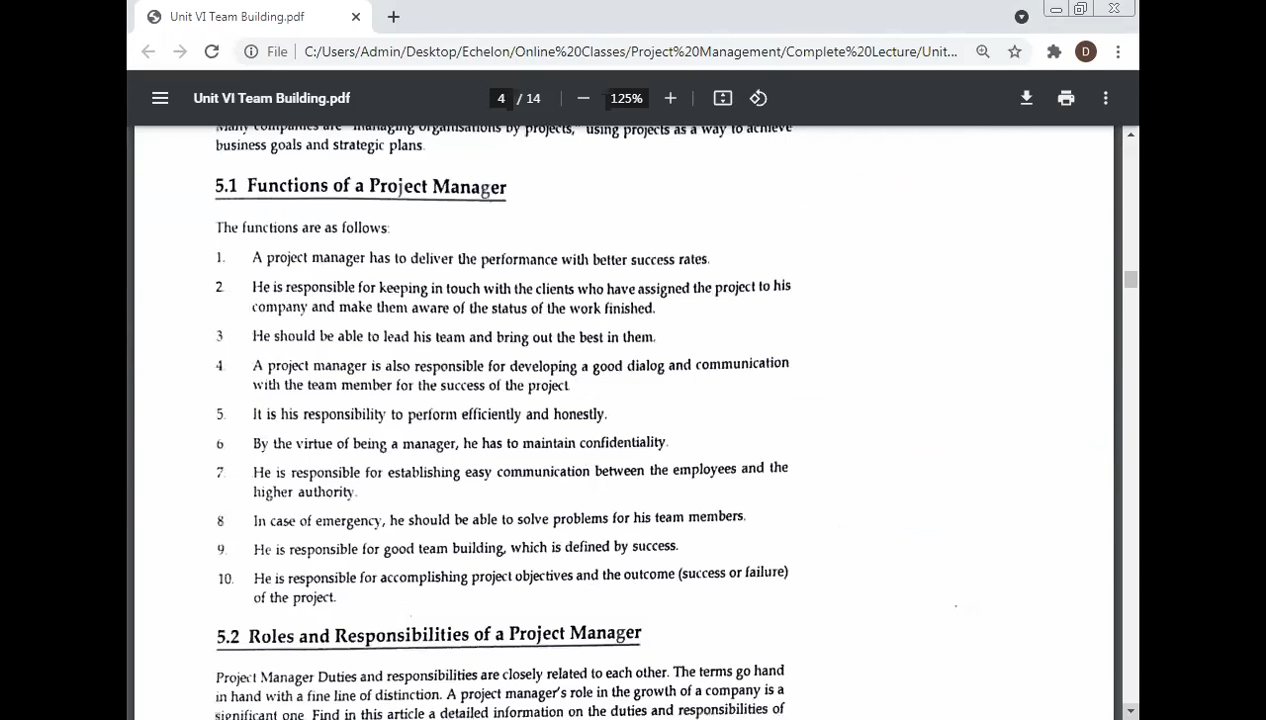 Unit VI Team Building.pdf
File C:/Users/Admin/Desktop/Echelon/Online%20Classes/Project%20Management/Complete%20Lecture/Unit...
D
Unit VI Team Building.pdf
4 / 14
125%
Many companies are "managing organisations by projects," using projects as a way to achieve
business goals and strategic plans.
5.1 Functions of a Project Manager
The functions are as follows:
1. A project manager has to deliver the performance with better success rates.
2 He is responsible for keeping in touch with the clients who have assigned the project to his
company and make them aware of the status of the work finished.
3 He should be able to lead his team and bring out the best in them.
4. A project manager is also responsible for developing a good dialog and communication
with the team member for the success of the project
5. It is his responsibility to perform efficiently and honestly.
6 By the virtue of being a manager, he has to maintain confidentiality.
7. He is responsible for establishing easy communication between the employees and the
higher authority.
8 In case of emergency, he should be able to solve problems for his team members.
9. He is responsible for good team building, which is defined by success.
10. He is responsible for accomplishing project objectives and the outcome (success or failure)
of the project.
5.2 Roles and Responsibilities of a Project Manager
Project Manager Duties and responsibilities are closely related to each other. The terms go hand
in hand with a fine line of distinction. A project manager's role in the growth of a company is a
significant one. Find in this article a detailed information on the duties and responsibilities of